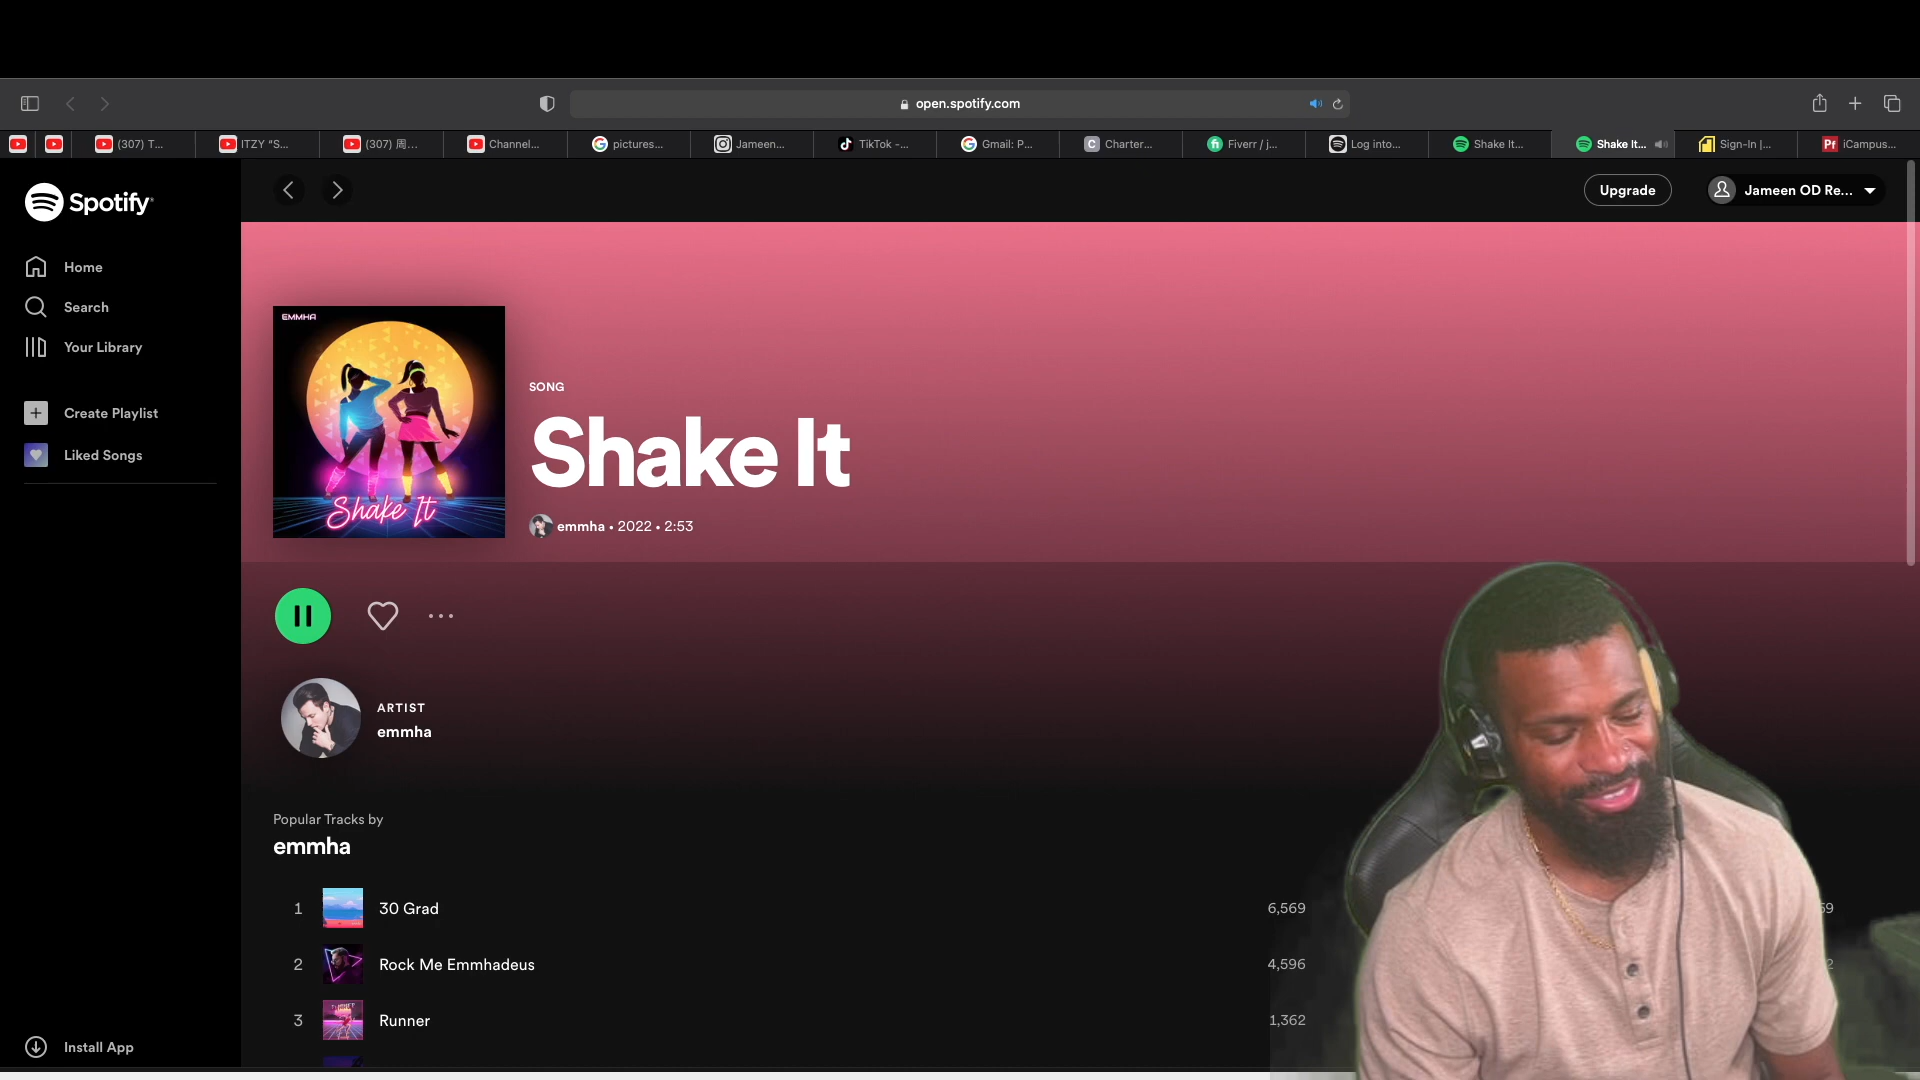 open.spotify.com
(307) T...
ITZY "S...
(307) 周...
Channel...
pictures...
Jameen...
TikTok -...
Gmail: P...
C
Charter...
fi
Fiverr / j...
Log into...
Shake It...
Shake It...
Sign-In |...
Pf
iCampus...
Spotify
Upgrade
Jameen OD Re...
Home
Search
Your Library
Create Playlist
Liked Songs
EMMHA
Shake It
SONG
Shake It
emmha • 2022 • 2:53
ARTIST
emmha
Popular Tracks by
emmha
1 30 Grad 6,569
2 Rock Me Emmhadeus 4,596
3 Runner 1,362
Install App